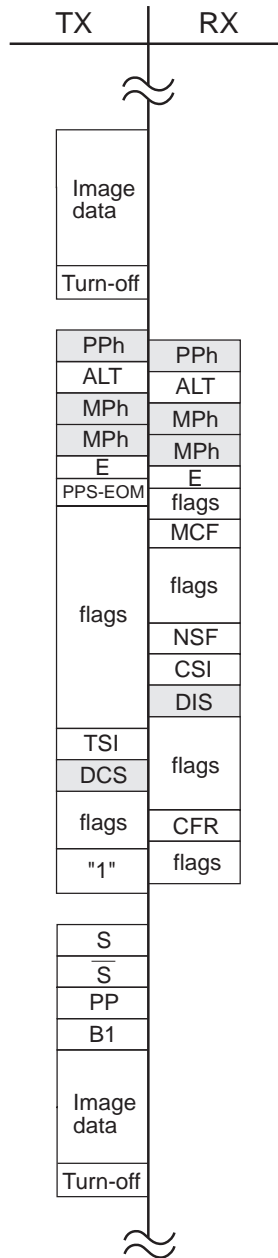 TX
RX
Image
data
Turn-off
PPh
ALT
MPh
MPh
E
PPS-EOM
flags
TSI
DCS
flags
"1"
PPh
ALT
MPh
MPh
E
flags
MCF
flags
NSF
CSI
DIS
flags
CFR
flags
S
S̅
PP
B1
Image
data
Turn-off